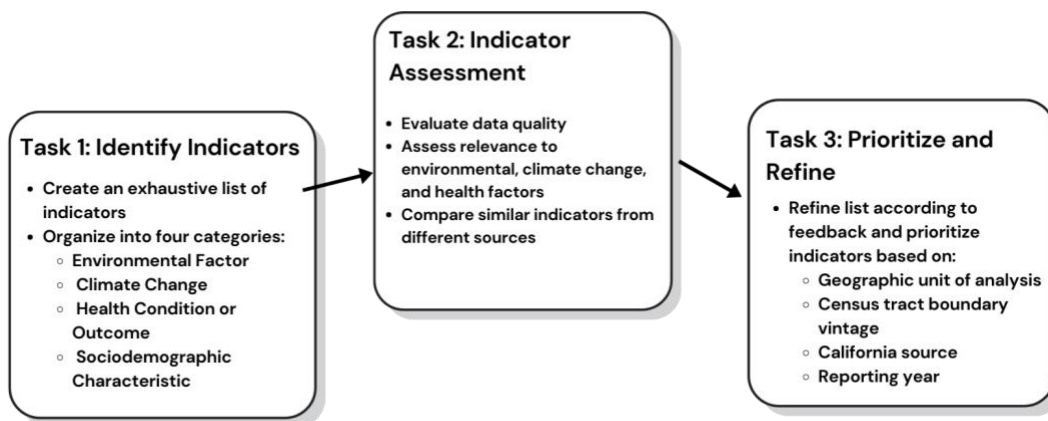 Task 1: Identify Indicators
• Create an exhaustive list of
indicators
• Organize into four categories:
○ Environmental Factor
○ Climate Change
○ Health Condition or
Outcome
○ Sociodemographic
Characteristic
Task 2: Indicator
Assessment
• Evaluate data quality
• Assess relevance to
environmental, climate change,
and health factors
• Compare similar indicators from
different sources
Task 3: Prioritize and
Refine
• Refine list according to
feedback and prioritize
indicators based on:
○ Geographic unit of analysis
○ Census tract boundary
vintage
○ California source
○ Reporting year